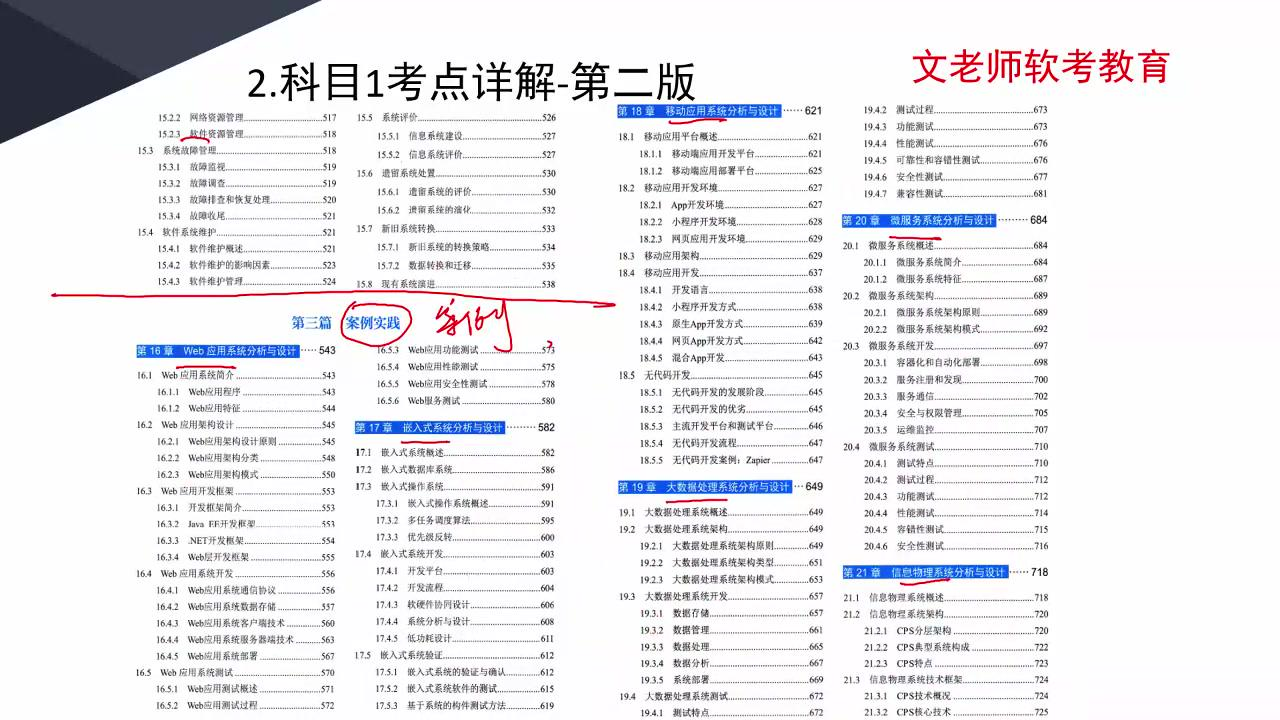 2.科目1考点详解-第二版
文老师软考教育
15.2.2 网络资源管理......517
15.2.3 软件资源管理......518
15.3 系统故障管理......518
15.3.1 故障监视......519
15.3.2 故障调查......519
15.3.3 故障排查和恢复处理......520
15.3.4 故障收尾......521
15.4 软件系统维护......521
15.4.1 软件维护概述......521
15.4.2 软件维护的影响因素......523
15.4.3 软件维护管理......524
15.5 系统评价......526
15.5.1 信息系统建设......527
15.5.2 信息系统评价......527
15.6 遗留系统处置......530
15.6.1 遗留系统的评价......530
15.6.2 遗留系统的演化......532
15.7 新旧系统转换......533
15.7.1 新旧系统的转换策略......534
15.7.2 数据转换和迁移......535
15.8 现有系统演进......538
第三篇 案例实践
案例
第 16 章 Web 应用系统分析与设计......543
16.1 Web 应用系统简介......543
16.1.1 Web应用程序......543
16.1.2 Web应用特征......544
16.2 Web 应用架构设计......545
16.2.1 Web应用架构设计原则......545
16.2.2 Web应用架构分类......548
16.2.3 Web应用架构模式......550
16.3 Web 应用开发框架......553
16.3.1 开发框架简介......553
16.3.2 Java EE开发框架......553
16.3.3 .NET开发框架......554
16.3.4 Web层开发框架......555
16.4 Web 应用系统开发......556
16.4.1 Web应用系统通信协议......556
16.4.2 Web应用系统数据存储......557
16.4.3 Web应用系统客户端技术......560
16.4.4 Web应用系统服务器端技术......563
16.4.5 Web应用系统部署......567
16.5 Web 应用系统测试......570
16.5.1 Web应用测试概述......571
16.5.2 Web应用测试过程......572
16.5.3 Web应用功能测试......573
16.5.4 Web应用性能测试......575
16.5.5 Web应用安全性测试......578
16.5.6 Web服务测试......580
第 17 章 嵌入式系统分析与设计......582
17.1 嵌入式系统概述......582
17.2 嵌入式数据库系统......586
17.3 嵌入式操作系统......591
17.3.1 嵌入式操作系统概述......591
17.3.2 多任务调度算法......595
17.3.3 优先级反转......600
17.4 嵌入式系统开发......603
17.4.1 开发平台......603
17.4.2 开发流程......604
17.4.3 软硬件协同设计......606
17.4.4 系统分析与设计......608
17.4.5 低功耗设计......611
17.5 嵌入式系统验证......612
17.5.1 嵌入式系统的验证与确认......612
17.5.2 嵌入式系统软件的测试......615
17.5.3 基于系统的构件测试方法......619
第 18 章 移动应用系统分析与设计......621
18.1 移动应用平台概述......621
18.1.1 移动端应用开发平台......621
18.1.2 移动端应用部署平台......625
18.2 移动应用开发环境......627
18.2.1 App开发环境......627
18.2.2 小程序开发环境......628
18.2.3 网页应用开发环境......629
18.3 移动应用架构......629
18.4 移动应用开发......637
18.4.1 开发语言......638
18.4.2 小程序开发方式......638
18.4.3 原生App开发方式......639
18.4.4 网页App开发方式......642
18.4.5 混合App开发......643
18.5 无代码开发......645
18.5.1 无代码开发的发展阶段......645
18.5.2 无代码开发的优劣......645
18.5.3 主流开发平台和测试平台......646
18.5.4 无代码开发流程......647
18.5.5 无代码开发案例：Zapier......647
第 19 章 大数据处理系统分析与设计...649
19.1 大数据处理系统概述......649
19.2 大数据处理系统架构......649
19.2.1 大数据处理系统架构原则......649
19.2.2 大数据处理系统架构类型......651
19.2.3 大数据处理系统架构模式......653
19.3 大数据处理系统开发......657
19.3.1 数据存储......657
19.3.2 数据管理......661
19.3.3 数据处理......665
19.3.4 数据分析......667
19.3.5 系统部署......669
19.4 大数据处理系统测试......672
19.4.1 测试特点......672
19.4.2 测试过程......673
19.4.3 功能测试......673
19.4.4 性能测试......676
19.4.5 可靠性和容错性测试......676
19.4.6 安全性测试......677
19.4.7 兼容性测试......681
第 20 章 微服务系统分析与设计......684
20.1 微服务系统概述......684
20.1.1 微服务系统简介......684
20.1.2 微服务系统特征......687
20.2 微服务系统架构......689
20.2.1 微服务系统架构原则......689
20.2.2 微服务系统架构模式......692
20.3 微服务系统开发......697
20.3.1 容器化和自动化部署......698
20.3.2 服务注册和发现......700
20.3.3 服务通信......702
20.3.4 安全与权限管理......705
20.3.5 运维监控......707
20.4 微服务系统测试......710
20.4.1 测试特点......710
20.4.2 测试过程......712
20.4.3 功能测试......712
20.4.4 性能测试......714
20.4.5 容错性测试......715
20.4.6 安全性测试......716
第 21 章 信息物理系统分析与设计......718
21.1 信息物理系统概述......718
21.2 信息物理系统架构......720
21.2.1 CPS分层架构......720
21.2.2 CPS典型系统构成......722
21.2.3 CPS特点......723
21.3 信息物理系统技术框架......724
21.3.1 CPS技术概况......724
21.3.2 CPS核心技术......725